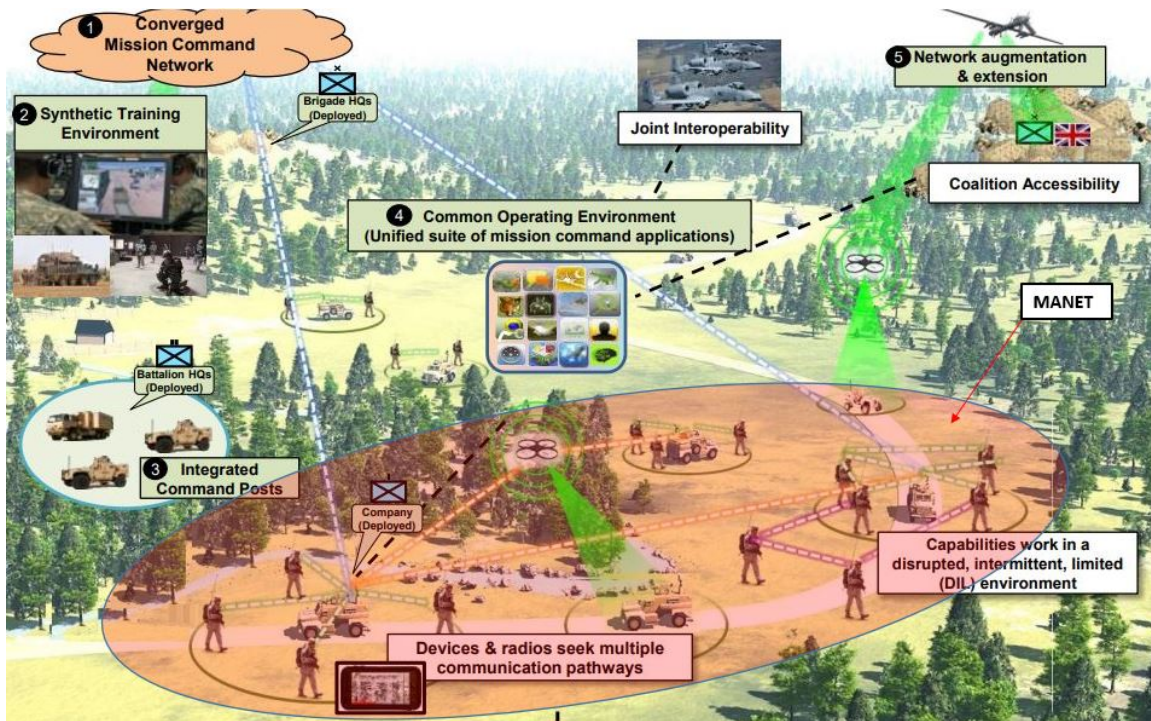 1 Converged
Mission Command
Network
Brigade HQs
(Deployed)
2 Synthetic Training
Environment
Joint Interoperability
5 Network augmentation
& extension
Coalition Accessibility
4 Common Operating Environment
(Unified suite of mission command applications)
MANET
Battalion HQs
(Deployed)
3 Integrated
Command Posts
Company
(Deployed)
Capabilities work in a
disrupted, intermittent, limited
(DIL) environment
Devices & radios seek multiple
communication pathways